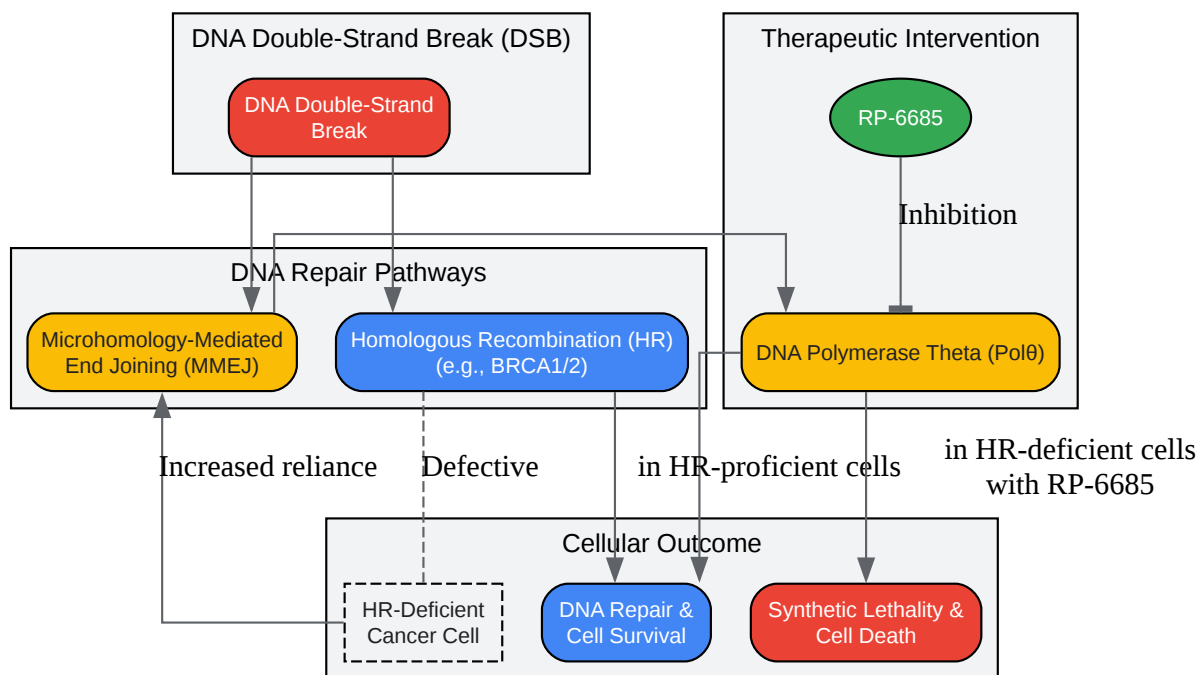 DNA Double-Strand Break (DSB)
Therapeutic Intervention
DNA Double-Strand
Break
RP-6685
Inhibition
DNA Repair Pathways
Microhomology-Mediated
End Joining (MMEJ)
Homologous Recombination (HR)
(e.g., BRCA1/2)
DNA Polymerase Theta (Polθ)
Increased reliance
Defective
in HR-proficient cells
in HR-deficient cells
with RP-6685
Cellular Outcome
HR-Deficient
Cancer Cell
DNA Repair &
Cell Survival
Synthetic Lethality &
Cell Death